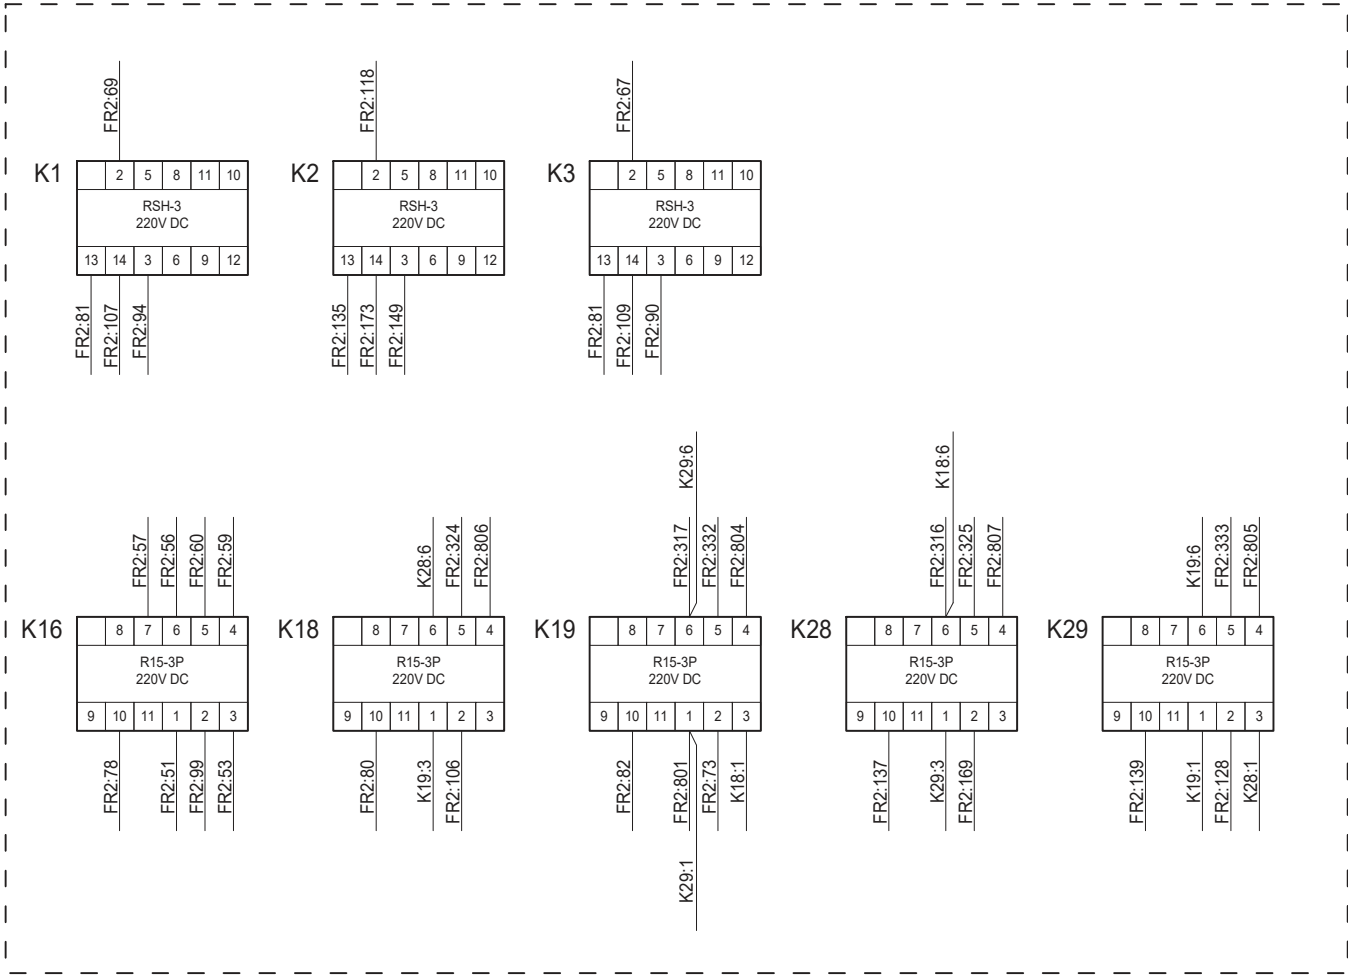 FR2:69
FR2:118
FR2:67
K1
2 5 8 11 10
RSH-3
220V DC
13 14 3 6 9 12
K2
2 5 8 11 10
RSH-3
220V DC
13 14 3 6 9 12
K3
2 5 8 11 10
RSH-3
220V DC
13 14 3 6 9 12
FR2:81
FR2:107
FR2:94
FR2:135
FR2:173
FR2:149
FR2:81
FR2:109
FR2:90
K29:6
K18:6
FR2:57
FR2:56
FR2:60
FR2:59
K28:6
FR2:324
FR2:806
FR2:317
FR2:332
FR2:804
FR2:316
FR2:325
FR2:807
K19:6
FR2:333
FR2:805
K16
8 7 6 5 4
R15-3P
220V DC
9 10 11 1 2 3
K18
8 7 6 5 4
R15-3P
220V DC
9 10 11 1 2 3
K19
8 7 6 5 4
R15-3P
220V DC
9 10 11 1 2 3
K28
8 7 6 5 4
R15-3P
220V DC
9 10 11 1 2 3
K29
8 7 6 5 4
R15-3P
220V DC
9 10 11 1 2 3
FR2:78
FR2:51
FR2:99
FR2:53
FR2:80
K19:3
FR2:106
FR2:82
FR2:801
FR2:73
K18:1
FR2:137
K29:3
FR2:169
FR2:139
K19:1
FR2:128
K28:1
K29:1